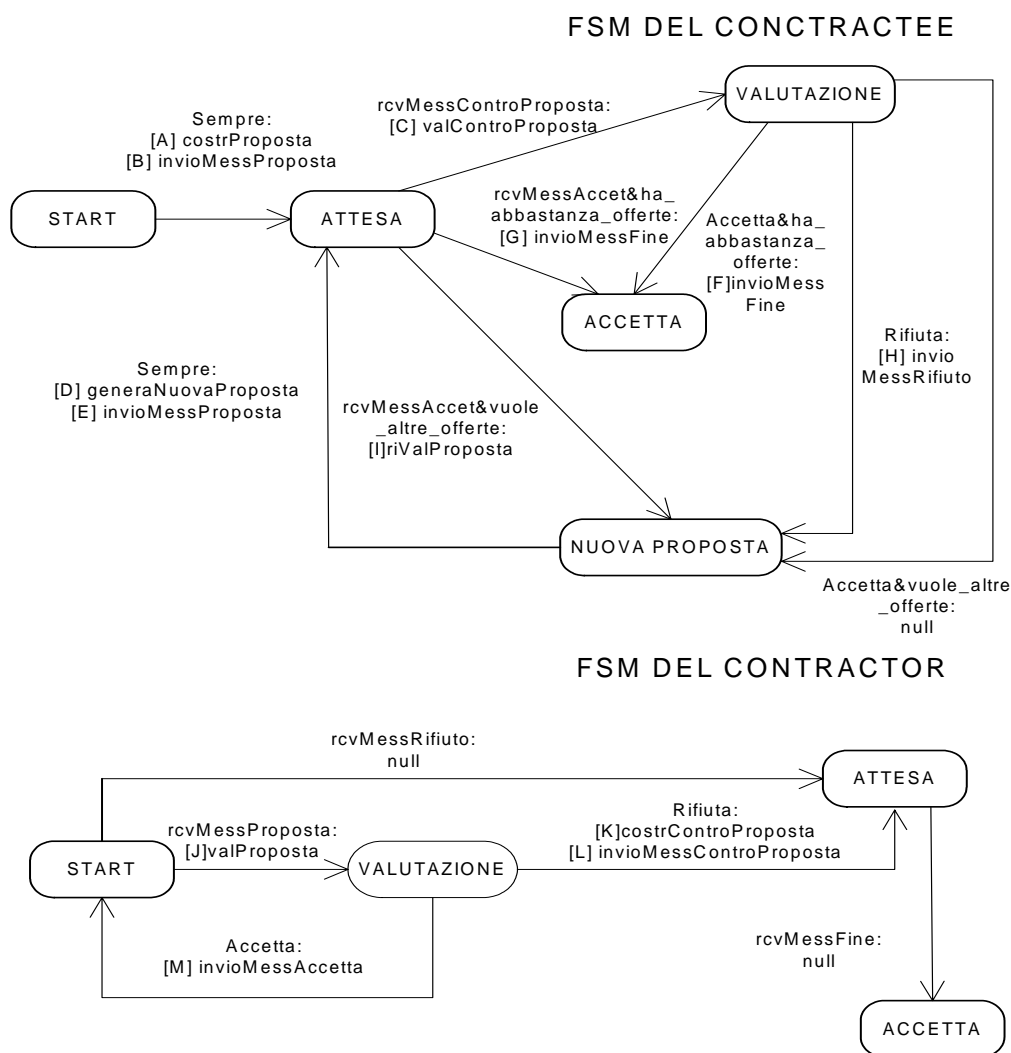 FSM DEL CONCTRACTEE
VALUTAZIONE
Sempre:
[A] costrProposta
[B] invioMessProposta
rcvMessControProposta:
[C] valControProposta
START
ATTESA
rcvMessAccet&ha_
abbastanza_offerte:
[G] invioMessFine
Accetta&ha_
abbastanza_
offerte:
[F]invioMess
Fine
ACCETTA
Rifiuta:
[H] invio
MessRifiuto
Sempre:
[D] generaNuovaProposta
[E] invioMessProposta
rcvMessAccet&vuole
_altre_offerte:
[I]riValProposta
NUOVA PROPOSTA
Accetta&vuole_altre
_offerte:
null
FSM DEL CONTRACTOR
rcvMessRifiuto:
null
ATTESA
rcvMessProposta:
[J]valProposta
Rifiuta:
[K]costrControProposta
[L] invioMessControProposta
START
VALUTAZIONE
Accetta:
[M] invioMessAccetta
rcvMessFine:
null
ACCETTA